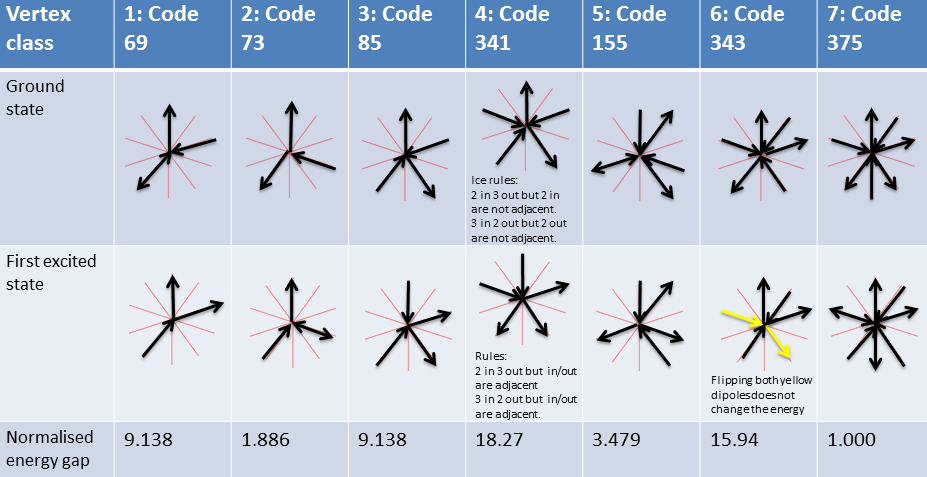 Vertex class
1: Code 69
2: Code 73
3: Code 85
4: Code 341
5: Code 155
6: Code 343
7: Code 375
Ground state
Ice rules:
2 in 3 out but 2 in
are not adjacent.
3 in 2 out but 2 out
are not adjacent.
First excited state
Rules:
2 in 3 out but in/out
are adjacent
3 in 2 out but in/out
are adjacent.
Flipping both yellow
dipoles does not
change the energy
Normalised energy gap
9.138
1.886
9.138
18.27
3.479
15.94
1.000